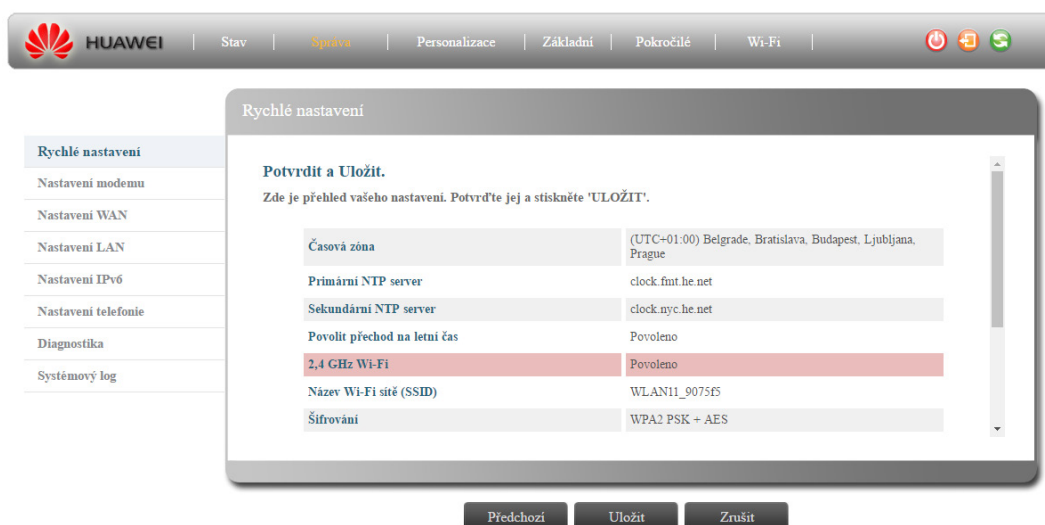 HUAWEI | Stav | Správa | Personalizace | Základní | Pokročilé | Wi-Fi |
Rychlé nastavení
Rychlé nastavení
Nastavení modemu
Nastavení WAN
Nastavení LAN
Nastavení IPv6
Nastavení telefonie
Diagnostika
Systémový log
Potvrdit a Uložit.
Zde je přehled vašeho nastavení. Potvrďte jej a stiskněte 'ULOŽIT'.
Časová zóna (UTC+01:00) Belgrade, Bratislava, Budapest, Ljubljana,
Prague
Primární NTP server clock.fmt.he.net
Sekundární NTP server clock.nyc.he.net
Povolit přechod na letní čas Povoleno
2,4 GHz Wi-Fi Povoleno
Název Wi-Fi sítě (SSID) WLAN11_9075f5
Šifrování WPA2 PSK + AES
Předchozí Uložit Zrušit